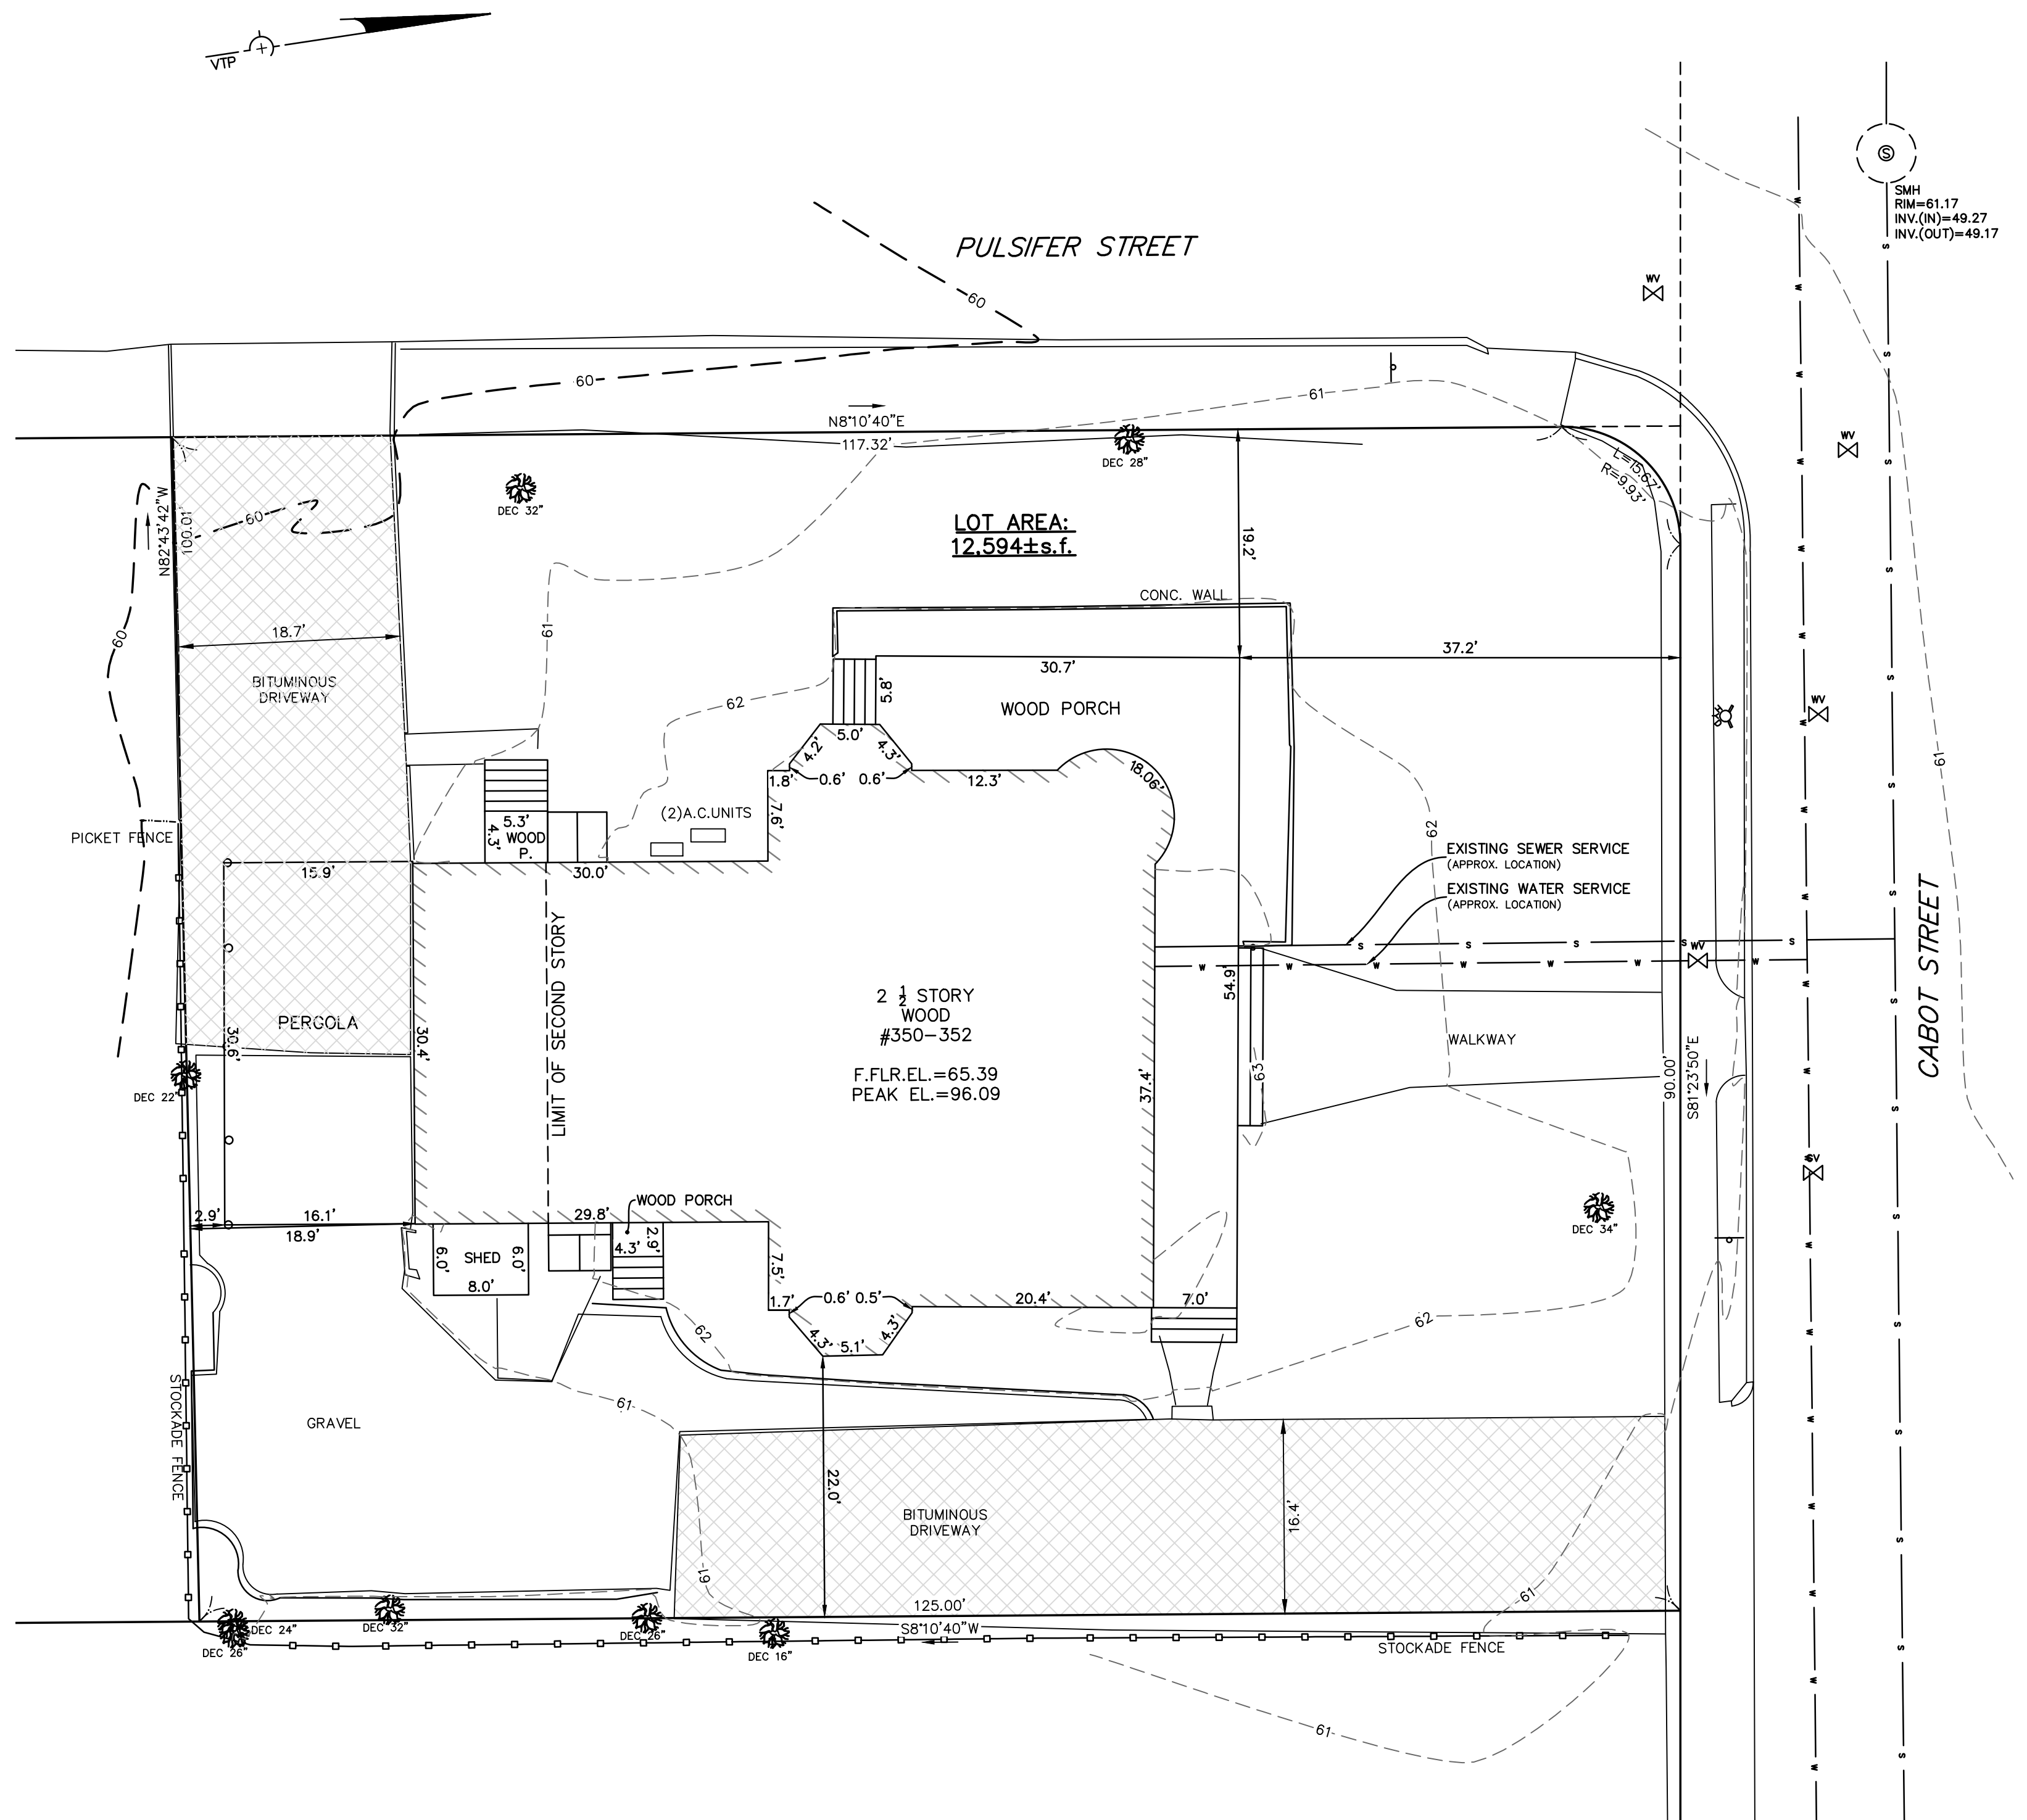 VTP
SMH
RIM=61.17
INV.(IN)=49.27
INV.(OUT)=49.17
S
PULSIFER STREET
WV
60
60
61
N8°10'40"E
117.32'
DEC 28"
WV
L=15.67'
R=9.93'
N82°43'42"W
100.01
60
DEC 32"
LOT AREA:
12,594±s.f.
19.2'
60
CONC. WALL
61
18.7'
37.2'
30.7'
BITUMINOUS
DRIVEWAY
5.8'
62
WOOD PORCH
WV
5.0'
4.2'
4.3'
61
1.8'
0.6'
0.6'
12.3'
18.06'
7.6'
(2)A.C.UNITS
5.3'
4.3'
WOOD
P.
62
PICKET FENCE
15.9'
30.0'
EXISTING SEWER SERVICE
(APPROX. LOCATION)
EXISTING WATER SERVICE
(APPROX. LOCATION)
CABOT STREET
LIMIT OF SECOND STORY
WV
54.9'
2 1/2 STORY
WOOD
#350-352
PERGOLA
30.6'
30.4'
WALKWAY
F.FLR.EL.=65.39
PEAK EL.=96.09
37.4'
63
90.00'
S81°23'50"E
DEC 22"
GV
WOOD PORCH
2.9'
16.1'
29.8'
18.9'
DEC 34"
6.0'
SHED
6.0'
4.3'
2.9'
8.0'
7.5'
1.7'
0.6'
0.5'
20.4'
7.0'
62
62
4.3'
5.1'
4.3'
STOCKADE FENCE
61
GRAVEL
22.0'
BITUMINOUS
DRIVEWAY
16.4'
61
61
125.00'
S8°10'40"W
DEC 24"
DEC 32"
DEC 26"
DEC 26"
DEC 16"
STOCKADE FENCE
61